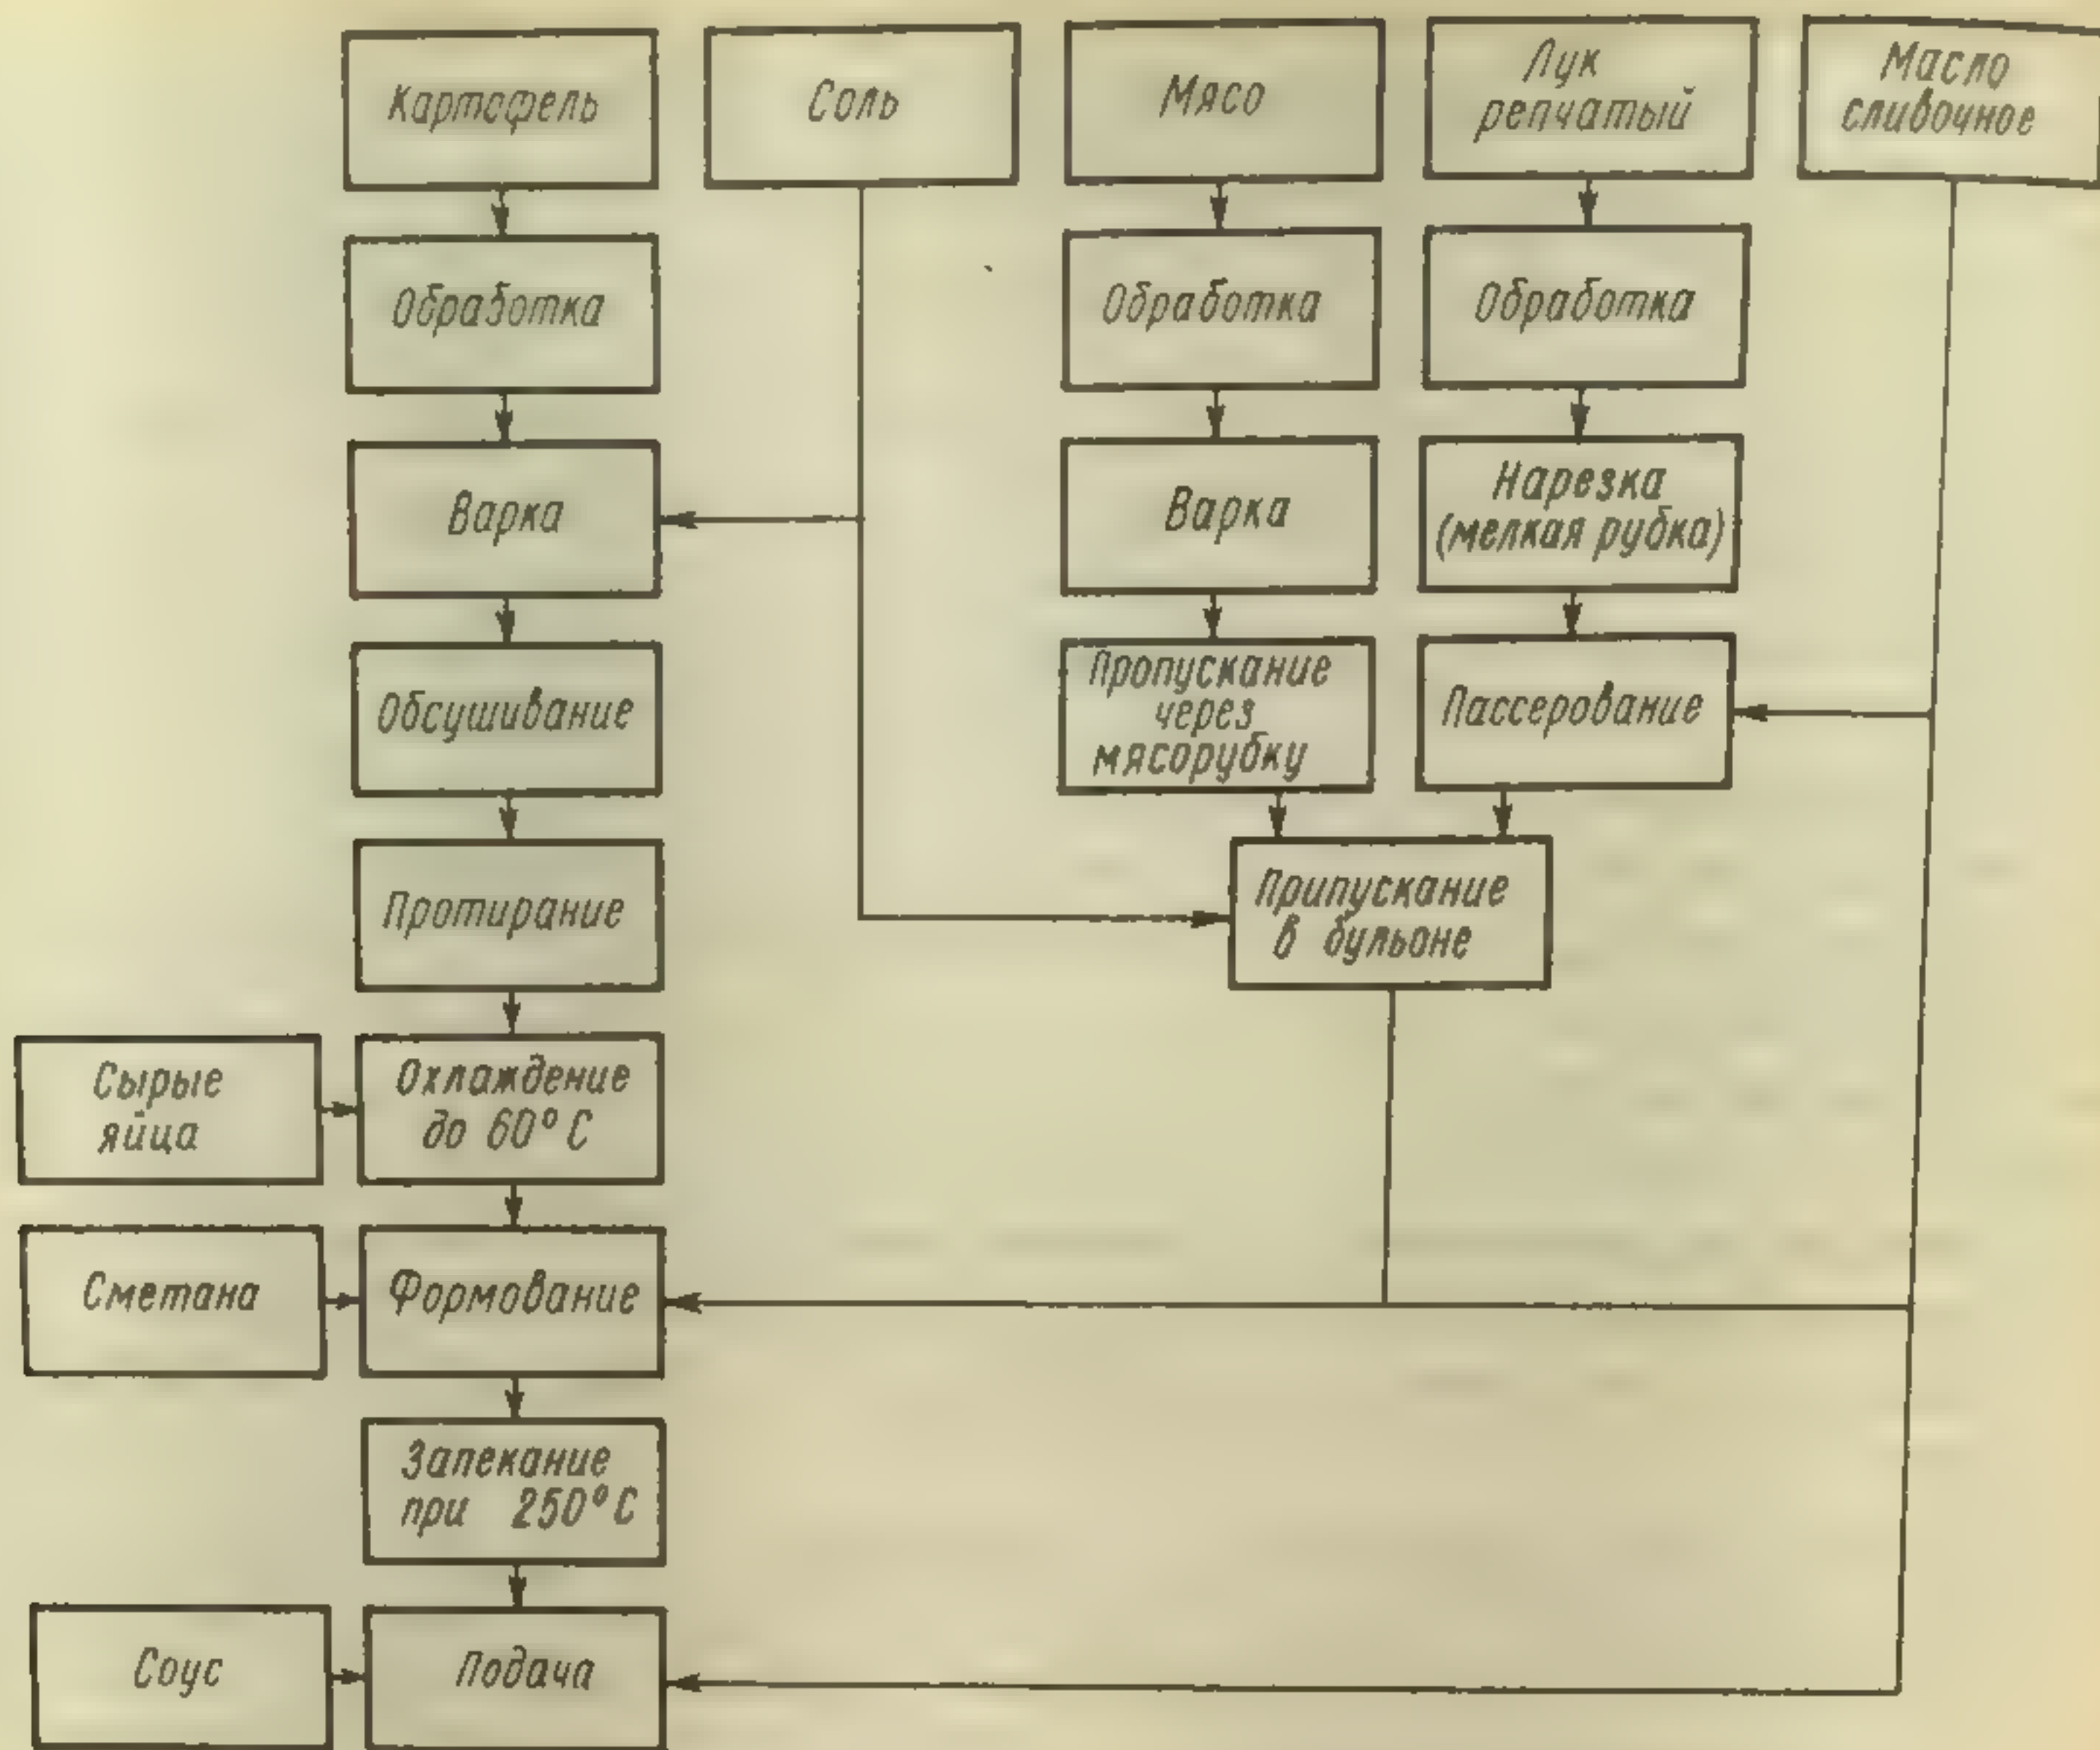 Картофель
Соль
Мясо
Лук
репчатый
Масло
сливочное
Обработка
Обработка
Обработка
Варка
Варка
Нарезка
(мелкая рубка)
Обсушивание
Пропускание
через
мясорубку
Пассерование
Протирание
Припускание
в бульоне
Сырые
яйца
Охлаждение
до 60°С
Сметана
Формование
Запекание
при 250°С
Соус
Подача